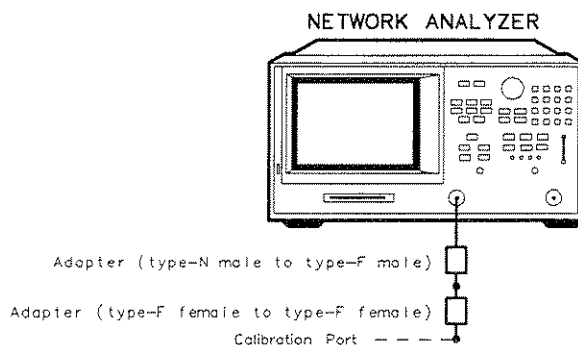 NETWORK ANALYZER
Adapter (type-N male to type-F male)
Adapter (type-F female to type-F female)
Calibration Port